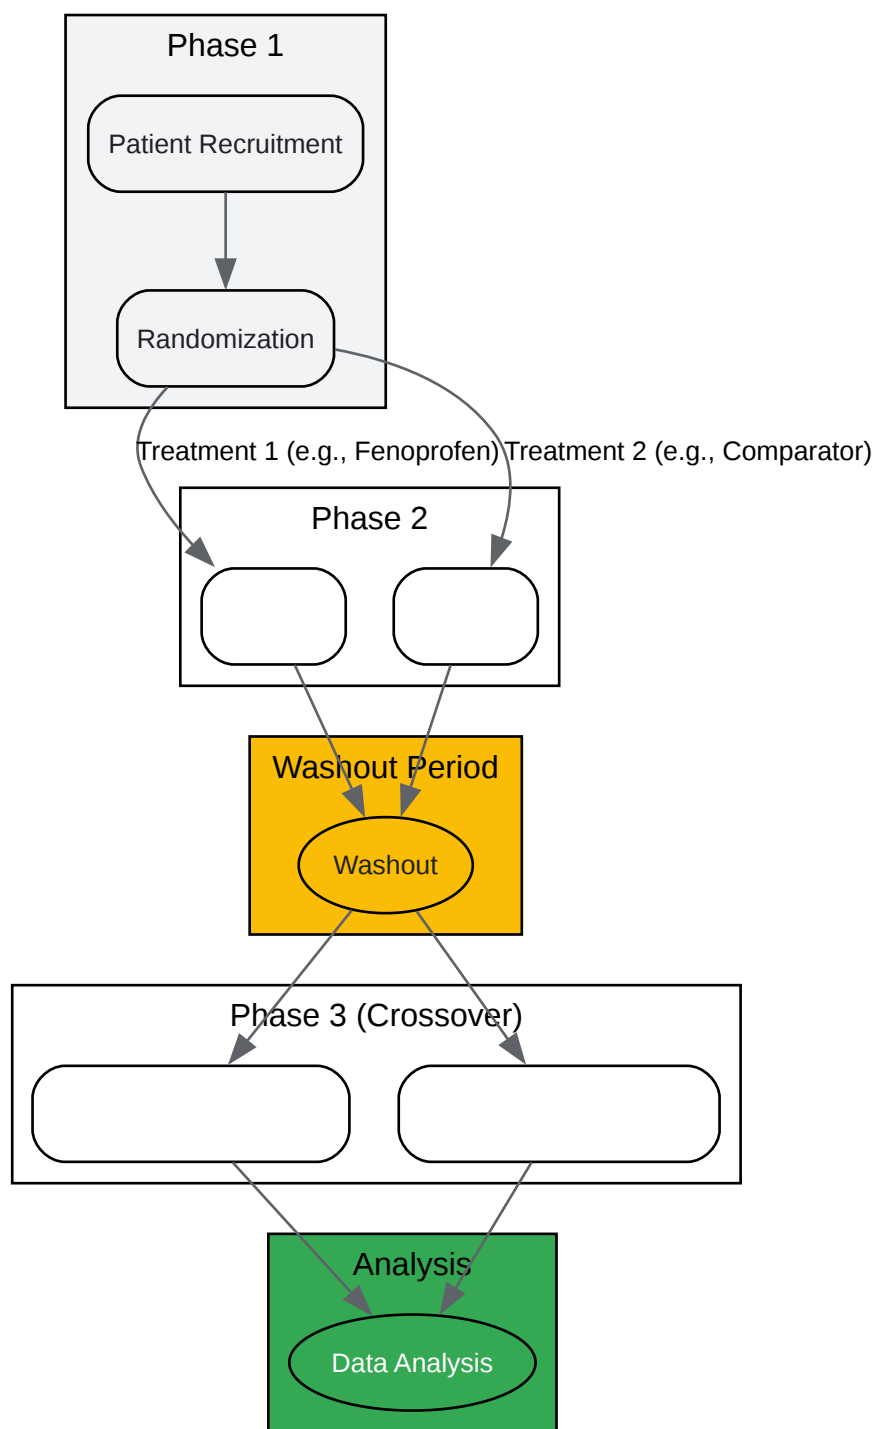 Phase 1
Patient Recruitment
Randomization
Treatment 1 (e.g., Fenoprofen)
Treatment 2 (e.g., Comparator)
Phase 2
Washout Period
Washout
Phase 3 (Crossover)
Analysis
Data Analysis